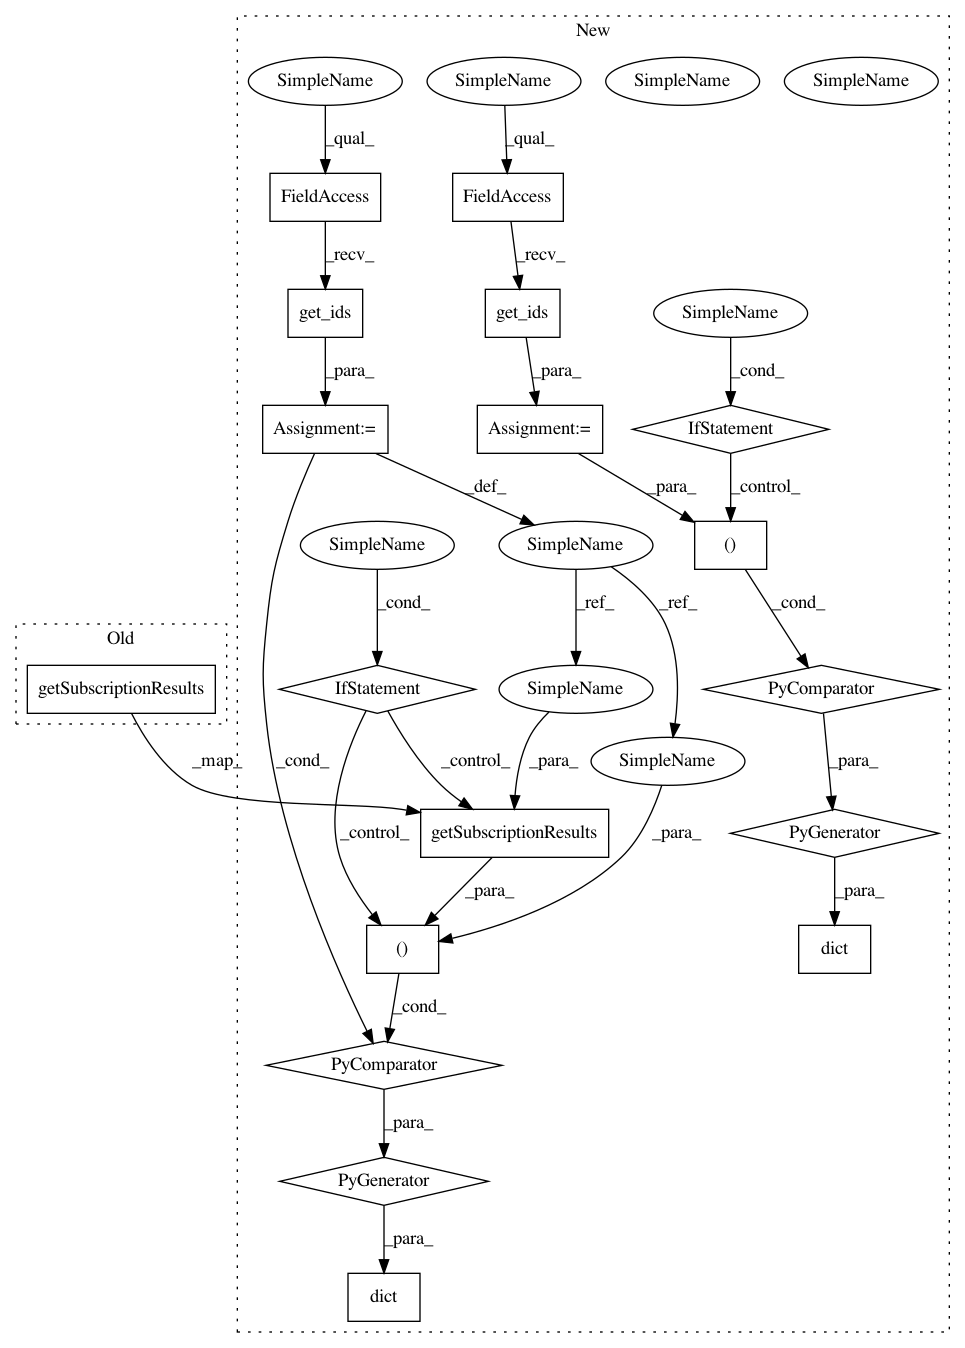 New
SimpleName
SimpleName
SimpleName
SimpleName
_qual_
_qual_
FieldAccess
FieldAccess
_recv_
_recv_
get_ids
get_ids
SimpleName
_para_
_para_
_cond_
Assignment:=
Assignment:=
IfStatement
_def_
_para_
_control_
SimpleName
SimpleName
()
_cond_
_ref_
_ref_
_cond_
Old
getSubscriptionResults
IfStatement
SimpleName
PyComparator
_map_
_cond_
_control_
_para_
SimpleName
_para_
_control_
getSubscriptionResults
_para_
PyGenerator
_para_
_para_
()
dict
_cond_
PyComparator
_para_
PyGenerator
_para_
dict